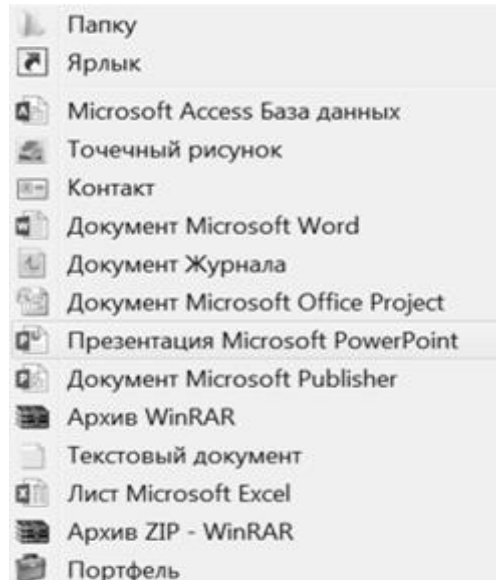 Папку
Ярлык
Microsoft Access База данных
Точечный рисунок
Контакт
Документ Microsoft Word
Документ Журнала
Документ Microsoft Office Project
Презентация Microsoft PowerPoint
Документ Microsoft Publisher
Архив WinRAR
Текстовый документ
Лист Microsoft Excel
Архив ZIP - WinRAR
Портфель